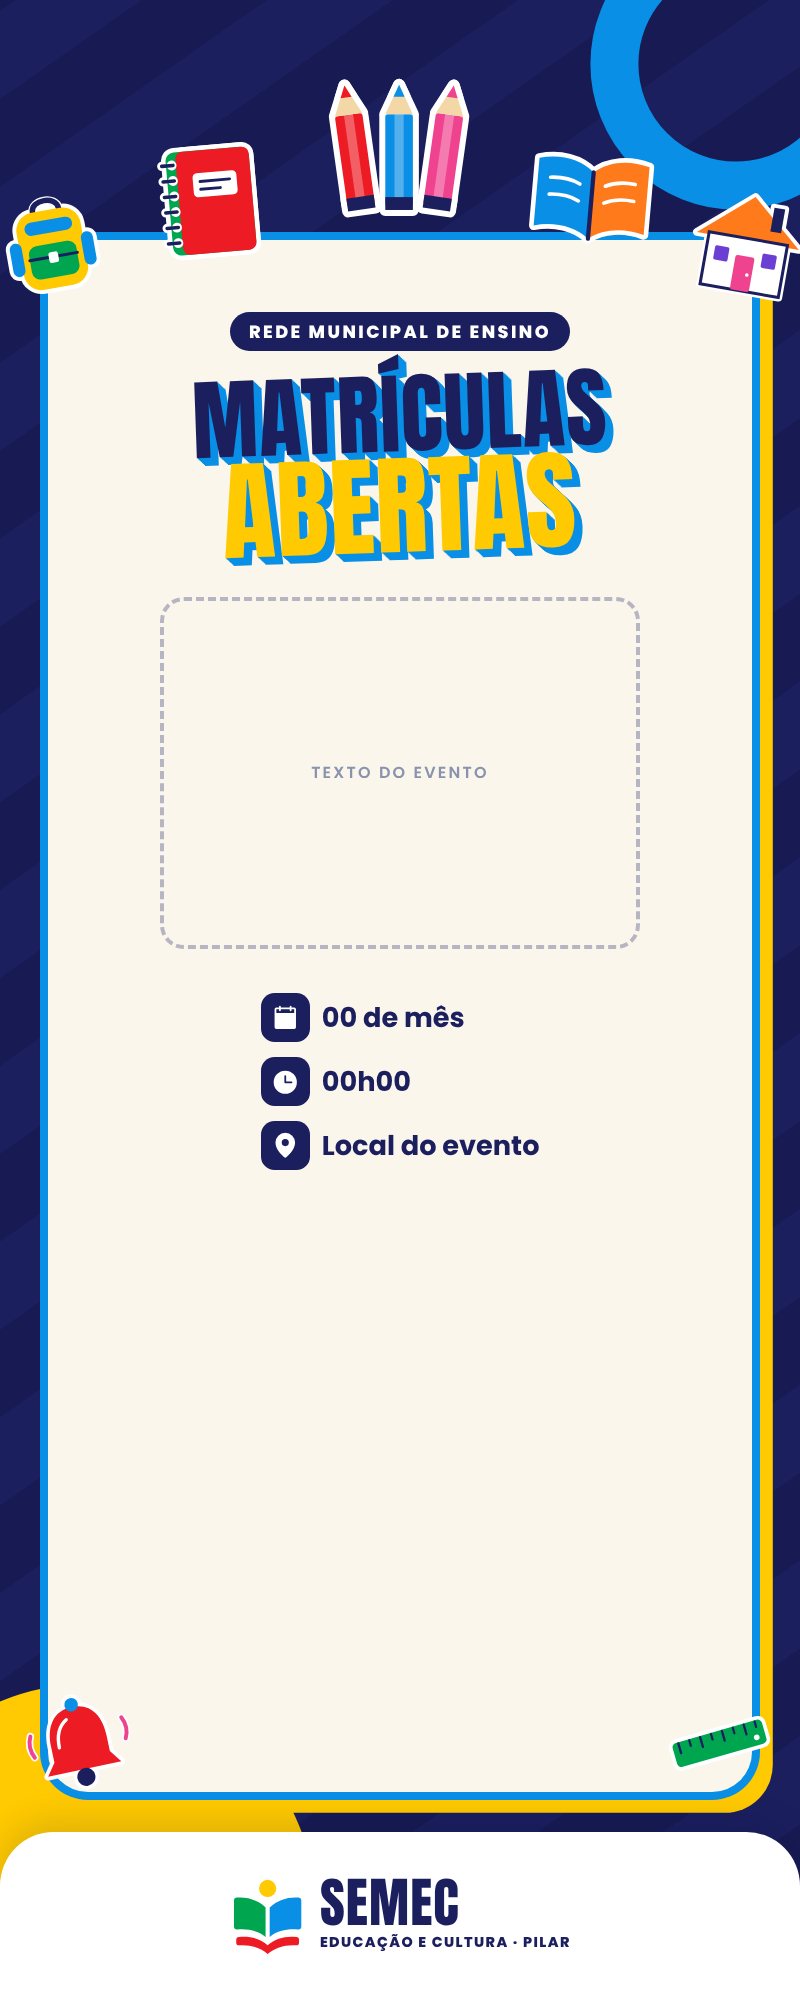 REDE MUNICIPAL DE ENSINO
MATRÍCULAS
ABERTAS
TEXTO DO EVENTO
00 de mês
00h00
Local do evento
SEMEC
EDUCAÇÃO E CULTURA · PILAR